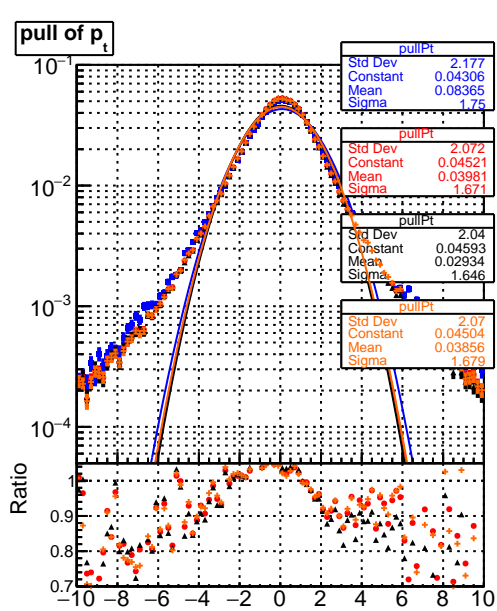 pull of pt
10−1
10−2
10−3
10−4
pullPt
Std Dev 2.177
Constant 0.04306
Mean 0.08365
Sigma 1.75
pullPt
Std Dev 2.072
Constant 0.04521
Mean 0.03981
Sigma 1.671
pullPt
Std Dev 2.04
Constant 0.04593
Mean 0.02934
Sigma 1.646
pullPt
Std Dev 2.07
Constant 0.04504
Mean 0.03856
Sigma 1.679
Ratio
1
0.9
0.8
0.7
−10 −8 −6 −4 −2 0 2 4 6 8 10